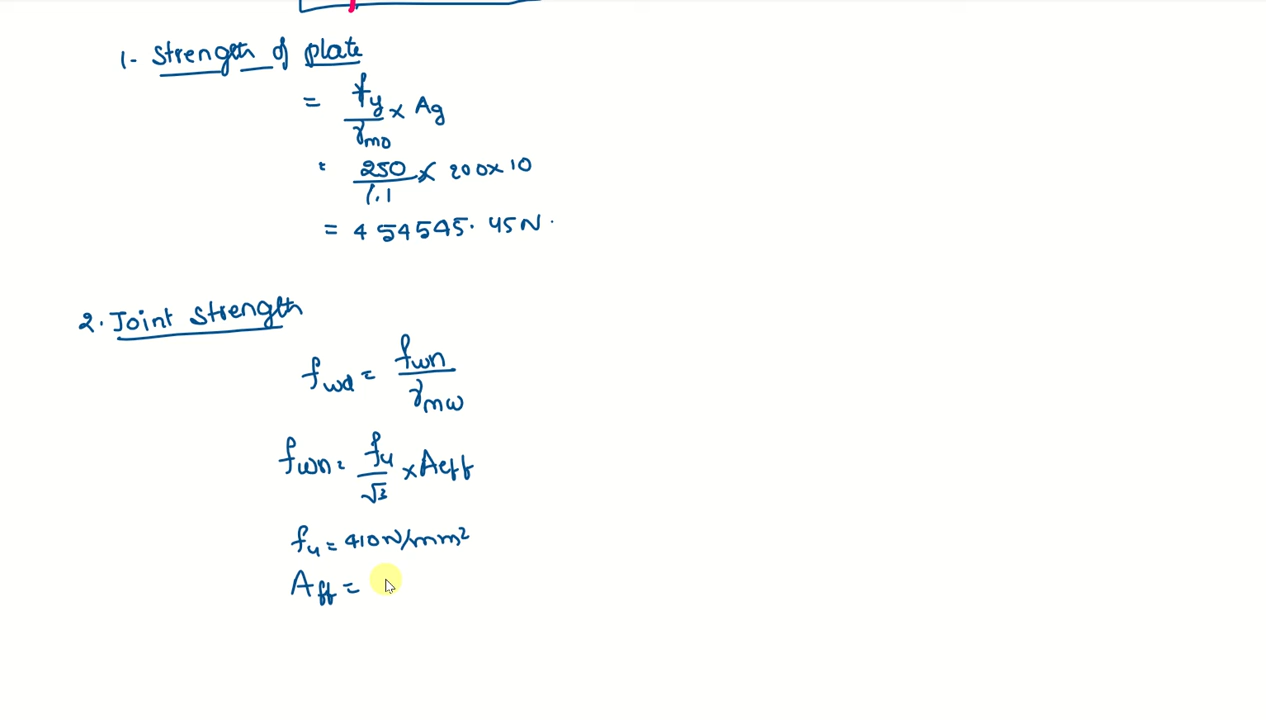 1- Strength of plate
= fy/γmo × Ag
= 250/1.1 × 200×10
= 454545.45N.
2. Joint Strength
fwd = fwn/γmw
fwn = fu/√3 × Aeff
fu = 410N/mm²
Aff =